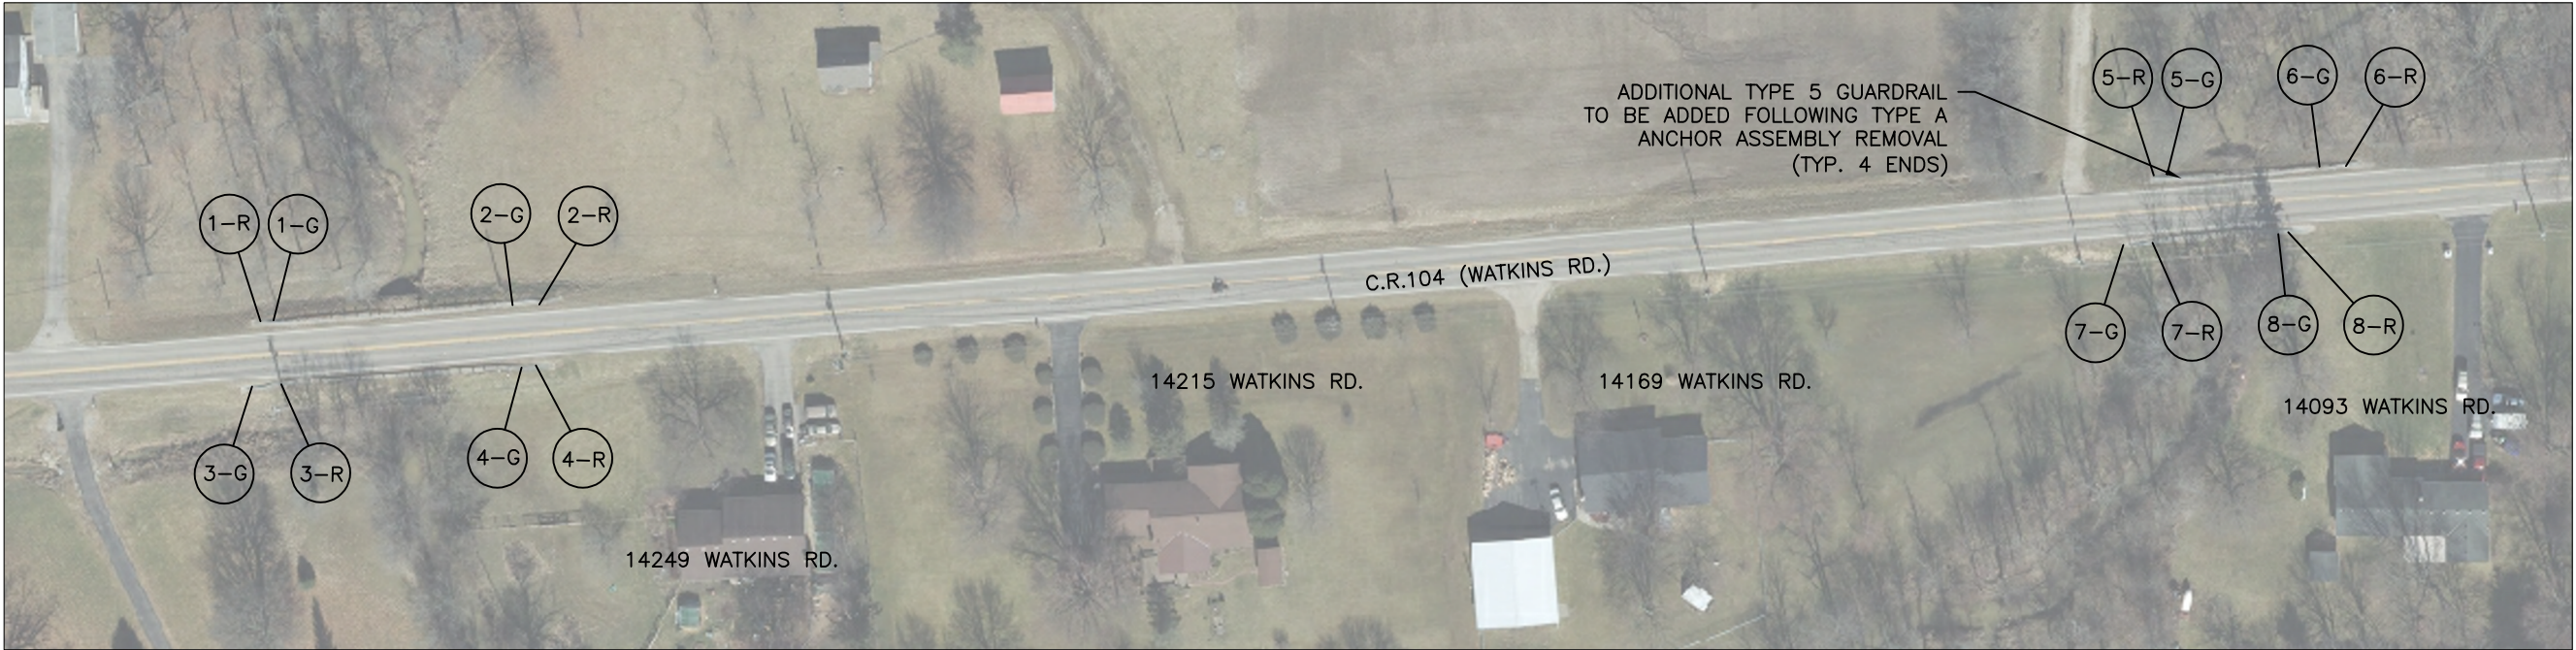 ADDITIONAL TYPE 5 GUARDRAIL
TO BE ADDED FOLLOWING TYPE A
ANCHOR ASSEMBLY REMOVAL
(TYP. 4 ENDS)
5-R
5-G
6-G
6-R
1-R
1-G
2-G
2-R
C.R.104 (WATKINS RD.)
7-G
7-R
8-G
8-R
14215 WATKINS RD.
14169 WATKINS RD.
14093 WATKINS RD.
3-G
3-R
4-G
4-R
14249 WATKINS RD.